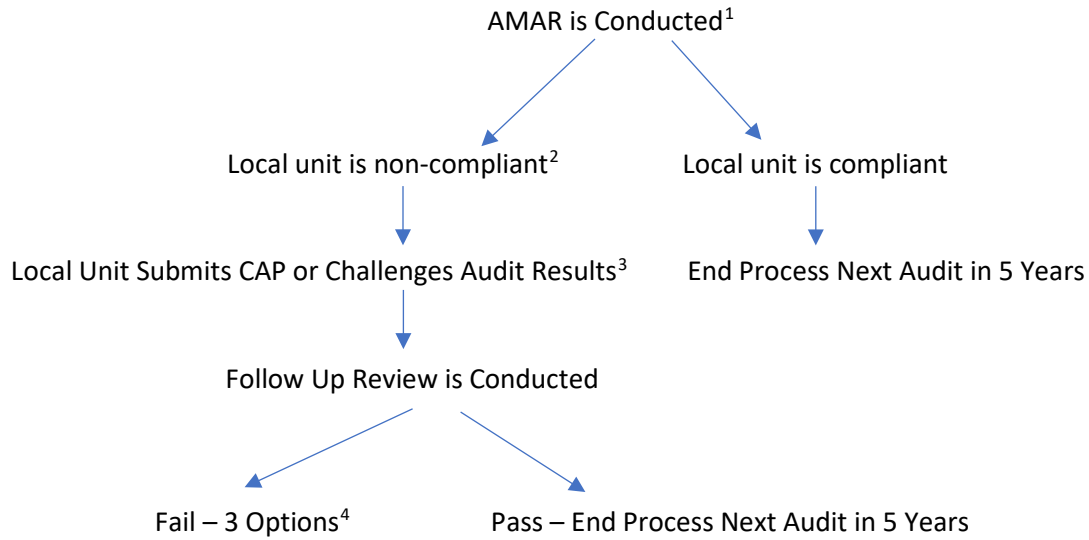 AMAR is Conducted¹
Local unit is non-compliant² Local unit is compliant
Local Unit Submits CAP or Challenges Audit Results³ End Process Next Audit in 5 Years
Follow Up Review is Conducted
Fail – 3 Options⁴ Pass – End Process Next Audit in 5 Years